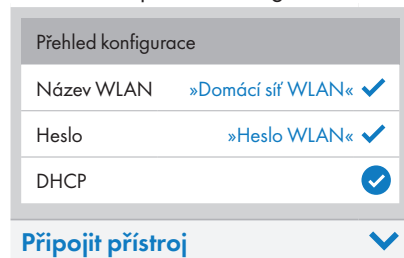 Přehled konfigurace
Název WLAN »Domácí síť WLAN«
Heslo »Heslo WLAN«
DHCP
Připojit přístroj